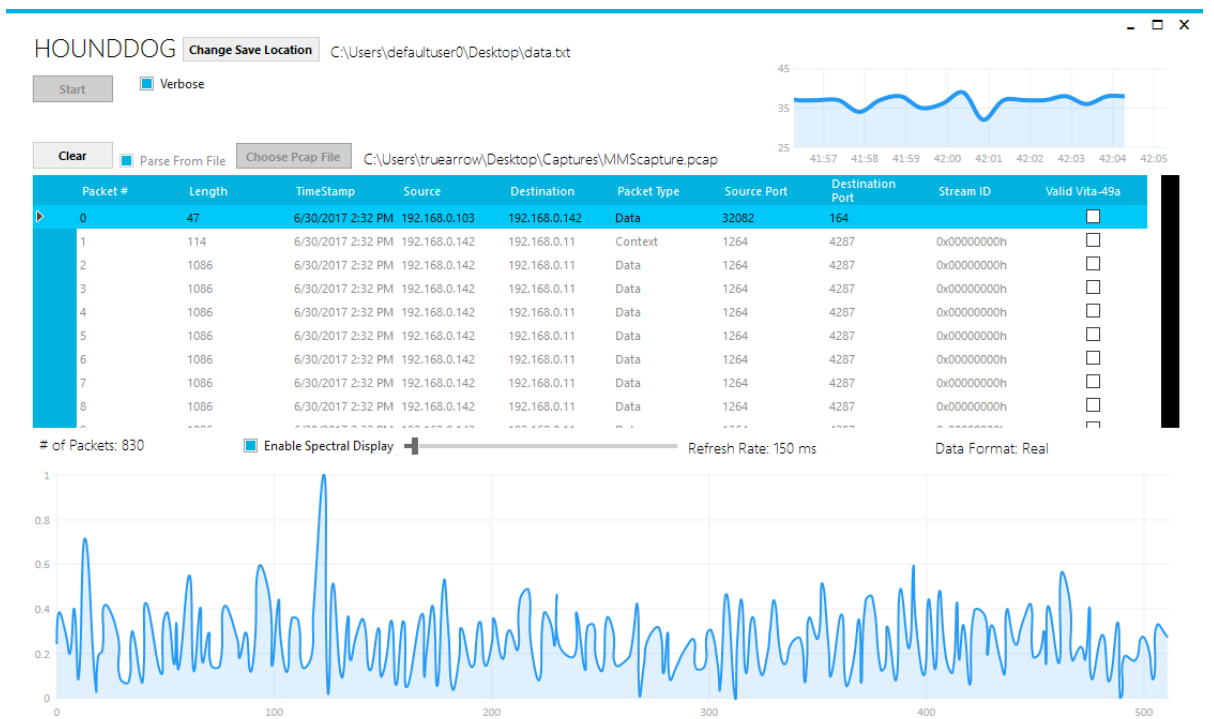 HOUNDDOG Change Save Location C:\Users\defaultuser0\Desktop\data.txt
Start Verbose
45
35
25
41:57 41:58 41:59 42:00 42:01 42:02 42:03 42:04 42:05
Clear Parse From File Choose Pcap File C:\Users\truearrow\Desktop\Captures\MMScapture.pcap
Packet # Length TimeStamp Source Destination Packet Type Source Port Destination Port Stream ID Valid Vita-49a
0 47 6/30/2017 2:32 PM 192.168.0.103 192.168.0.142 Data 32082 164
1 114 6/30/2017 2:32 PM 192.168.0.142 192.168.0.11 Context 1264 4287 0x00000000h
2 1086 6/30/2017 2:32 PM 192.168.0.142 192.168.0.11 Data 1264 4287 0x00000000h
3 1086 6/30/2017 2:32 PM 192.168.0.142 192.168.0.11 Data 1264 4287 0x00000000h
4 1086 6/30/2017 2:32 PM 192.168.0.142 192.168.0.11 Data 1264 4287 0x00000000h
5 1086 6/30/2017 2:32 PM 192.168.0.142 192.168.0.11 Data 1264 4287 0x00000000h
6 1086 6/30/2017 2:32 PM 192.168.0.142 192.168.0.11 Data 1264 4287 0x00000000h
7 1086 6/30/2017 2:32 PM 192.168.0.142 192.168.0.11 Data 1264 4287 0x00000000h
8 1086 6/30/2017 2:32 PM 192.168.0.142 192.168.0.11 Data 1264 4287 0x00000000h
# of Packets: 830 Enable Spectral Display Refresh Rate: 150 ms Data Format: Real
1
0.8
0.6
0.4
0.2
0
0 100 200 300 400 500